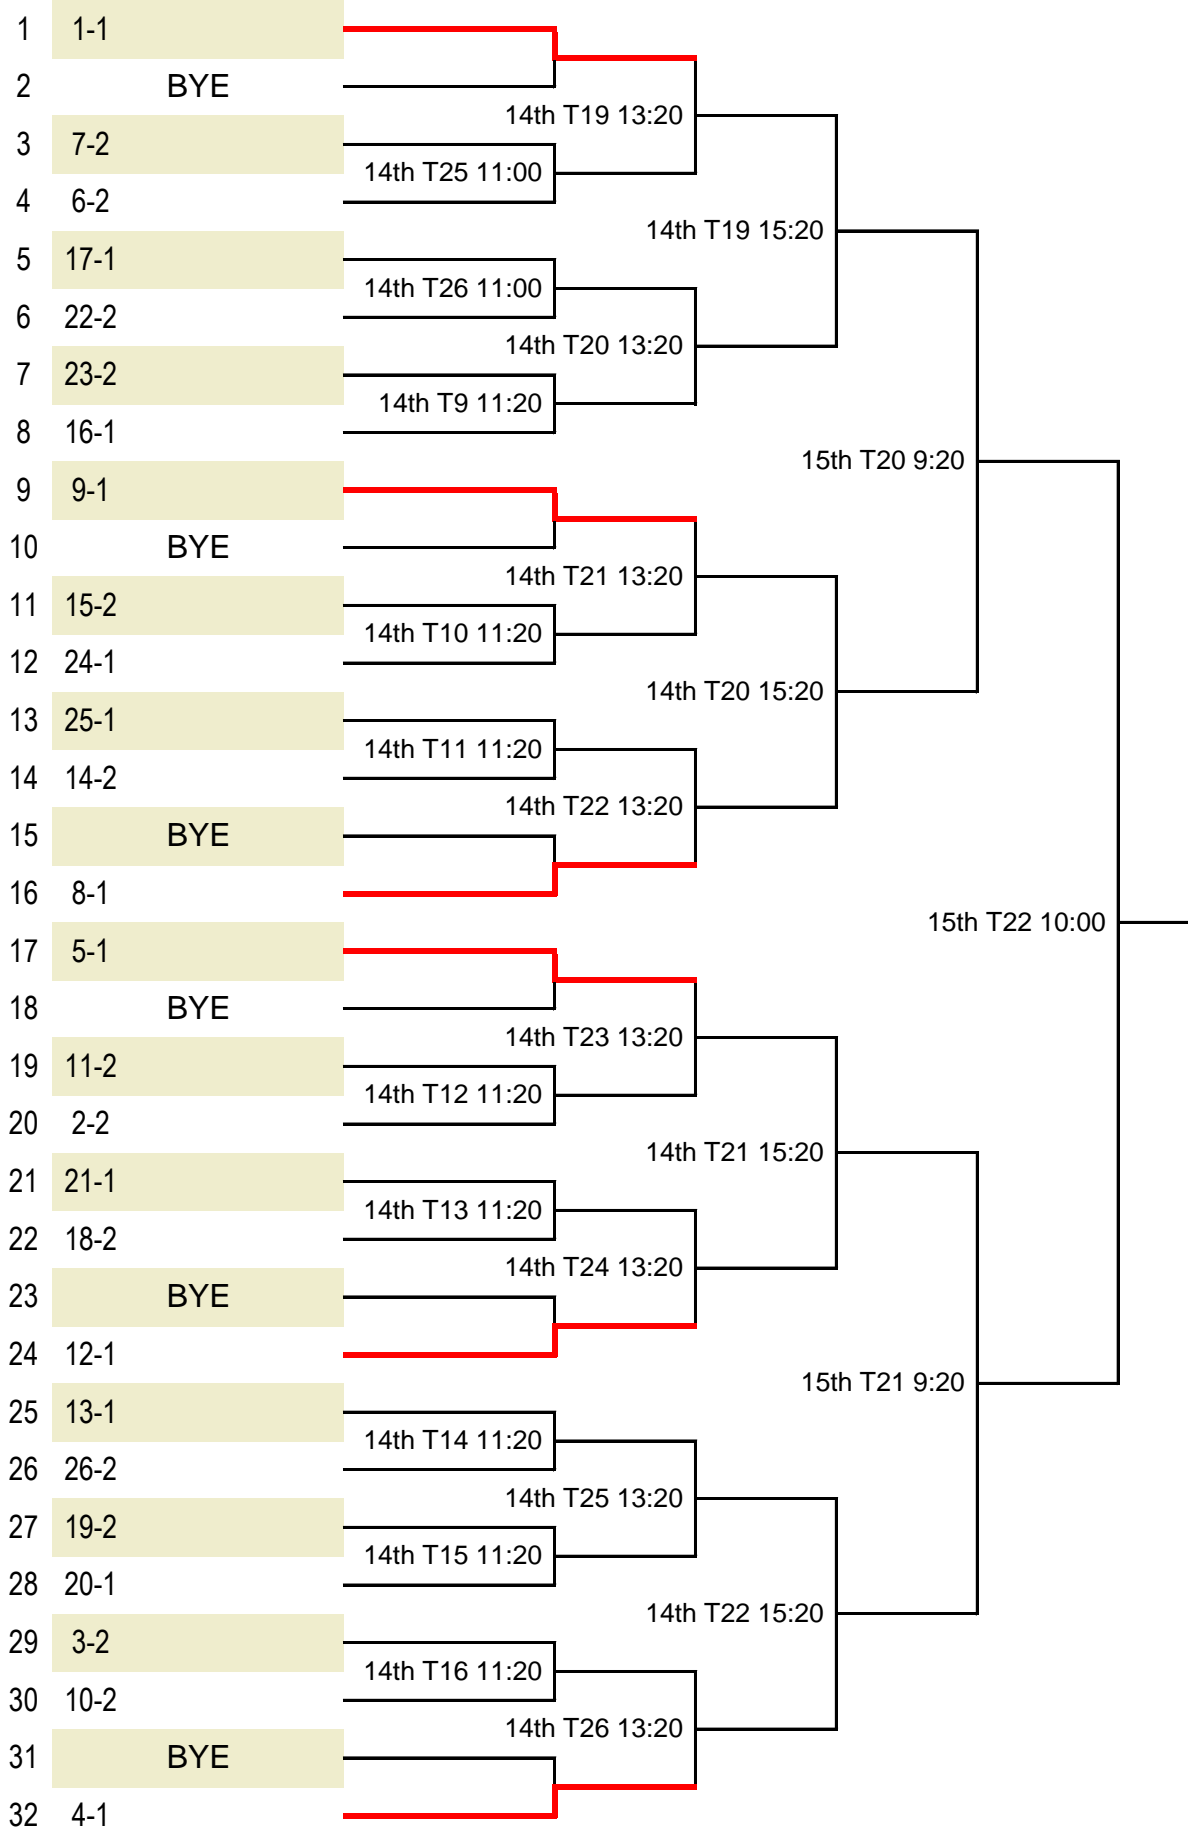 1 1-1
2 BYE
14th T19 13:20
3 7-2
14th T25 11:00
4 6-2
14th T19 15:20
5 17-1
14th T26 11:00
6 22-2
14th T20 13:20
7 23-2
14th T9 11:20
8 16-1
15th T20 9:20
9 9-1
10 BYE
14th T21 13:20
11 15-2
14th T10 11:20
12 24-1
14th T20 15:20
13 25-1
14th T11 11:20
14 14-2
14th T22 13:20
15 BYE
16 8-1
15th T22 10:00
17 5-1
18 BYE
14th T23 13:20
19 11-2
14th T12 11:20
20 2-2
14th T21 15:20
21 21-1
14th T13 11:20
22 18-2
14th T24 13:20
23 BYE
24 12-1
15th T21 9:20
25 13-1
14th T14 11:20
26 26-2
14th T25 13:20
27 19-2
14th T15 11:20
28 20-1
14th T22 15:20
29 3-2
14th T16 11:20
30 10-2
14th T26 13:20
31 BYE
32 4-1